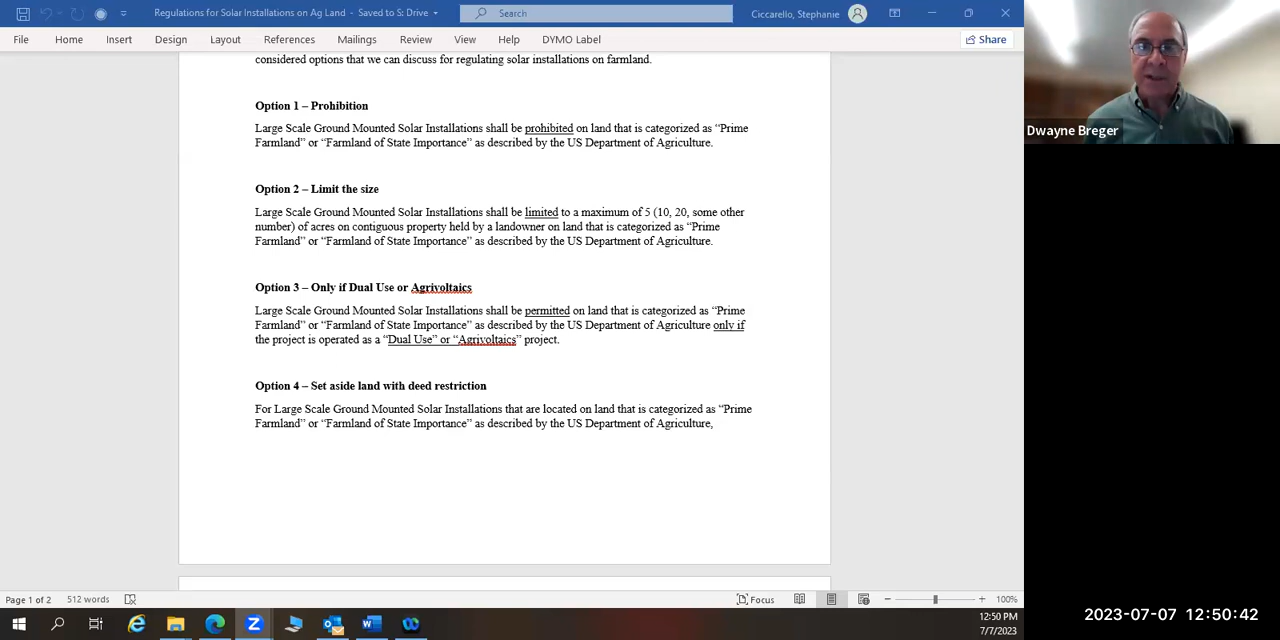 Regulations for Solar Installations on Ag Land - Saved to S: Drive
Search
Ciccarello, Stephanie
File Home Insert Design Layout References Mailings Review View Help DYMO Label
Share
considered options that we can discuss for regulating solar installations on farmland.
Option 1 – Prohibition
Large Scale Ground Mounted Solar Installations shall be prohibited on land that is categorized as “Prime
Farmland” or “Farmland of State Importance” as described by the US Department of Agriculture.
Option 2 – Limit the size
Large Scale Ground Mounted Solar Installations shall be limited to a maximum of 5 (10, 20, some other
number) of acres on contiguous property held by a landowner on land that is categorized as “Prime
Farmland” or “Farmland of State Importance” as described by the US Department of Agriculture.
Option 3 – Only if Dual Use or Agrivoltaics
Large Scale Ground Mounted Solar Installations shall be permitted on land that is categorized as “Prime
Farmland” or “Farmland of State Importance” as described by the US Department of Agriculture only if
the project is operated as a “Dual Use” or “Agrivoltaics” project.
Option 4 – Set aside land with deed restriction
For Large Scale Ground Mounted Solar Installations that are located on land that is categorized as “Prime
Farmland” or “Farmland of State Importance” as described by the US Department of Agriculture,
Page 1 of 2 512 words
Focus
100%
12:50 PM
7/7/2023
Dwayne Breger
2023-07-07 12:50:42